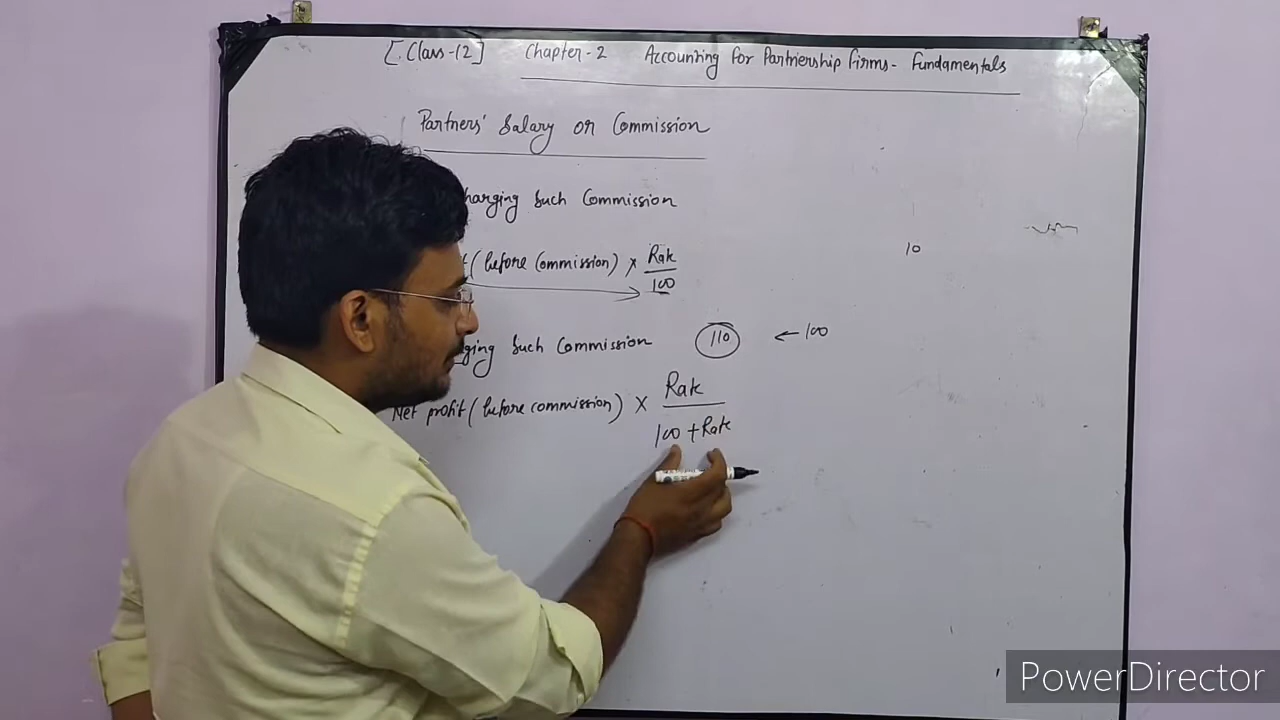 [Class-12] Chapter-2 Accounting for Partnership Firms- Fundamentals
Partners' Salary or Commission
harging Such Commission
10
(before Commission) x Rate
100
ging Such Commission 110 ← 100
Net profit (before commission) x Rate
100 + Rate
PowerDirector